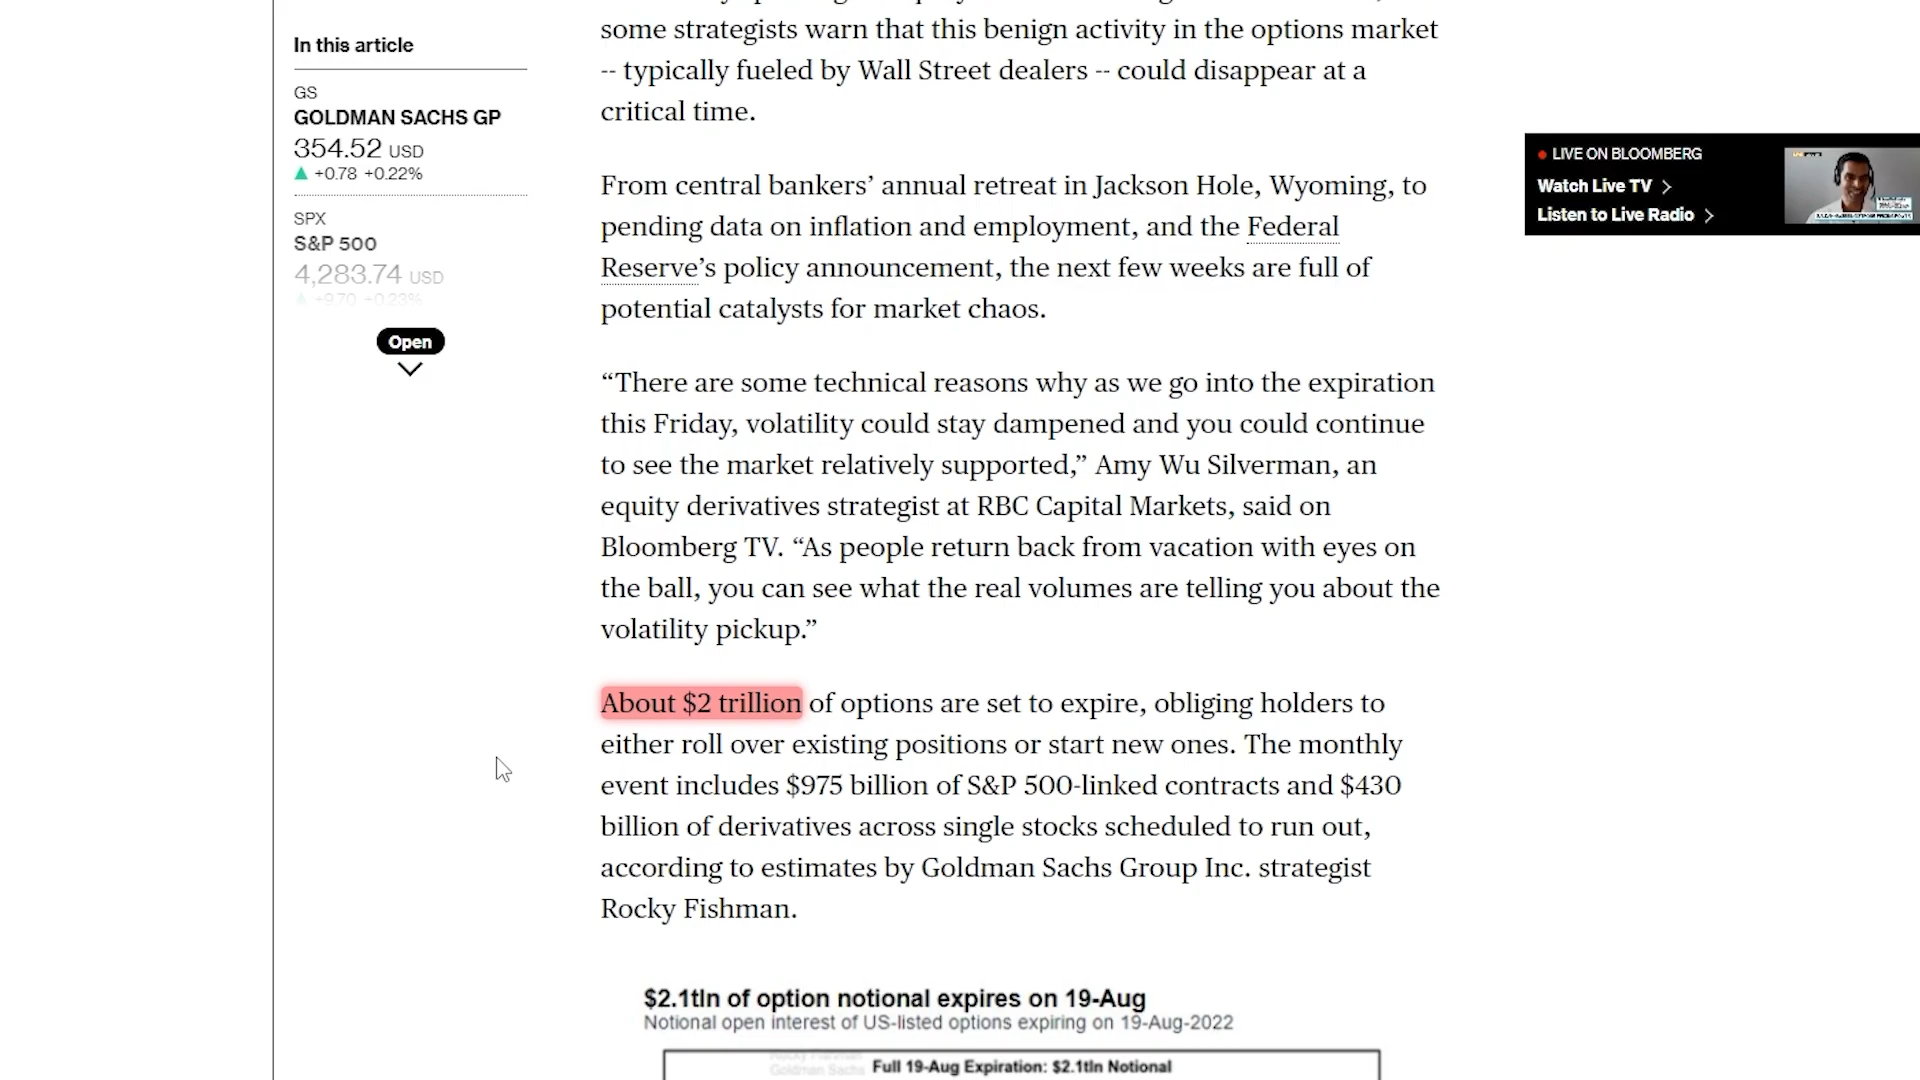 In this article
GS
GOLDMAN SACHS GP
354.52 USD
+0.78 +0.22%
SPX
S&P 500
4,283.74 USD
+9.70 +0.23%
Open
some strategists warn that this benign activity in the options market
-- typically fueled by Wall Street dealers -- could disappear at a
critical time.
From central bankers’ annual retreat in Jackson Hole, Wyoming, to
pending data on inflation and employment, and the Federal
Reserve’s policy announcement, the next few weeks are full of
potential catalysts for market chaos.
“There are some technical reasons why as we go into the expiration
this Friday, volatility could stay dampened and you could continue
to see the market relatively supported,” Amy Wu Silverman, an
equity derivatives strategist at RBC Capital Markets, said on
Bloomberg TV. “As people return back from vacation with eyes on
the ball, you can see what the real volumes are telling you about the
volatility pickup.”
About $2 trillion of options are set to expire, obliging holders to
either roll over existing positions or start new ones. The monthly
event includes $975 billion of S&P 500-linked contracts and $430
billion of derivatives across single stocks scheduled to run out,
according to estimates by Goldman Sachs Group Inc. strategist
Rocky Fishman.
$2.1tln of option notional expires on 19-Aug
Notional open interest of US-listed options expiring on 19-Aug-2022
Rocky Fishman
Goldman Sachs
Full 19-Aug Expiration: $2.1tln Notional
LIVE ON BLOOMBERG
Watch Live TV
Listen to Live Radio